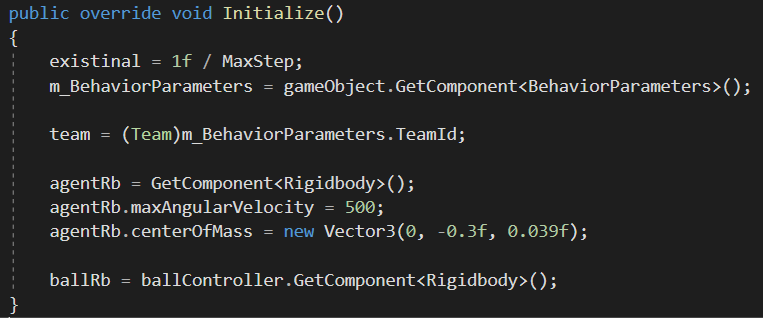 public override void Initialize()
{
existinal = 1f / MaxStep;
m_BehaviorParameters = gameObject.GetComponent<BehaviorParameters>();
team = (Team)m_BehaviorParameters.TeamId;
agentRb = GetComponent<Rigidbody>();
agentRb.maxAngularVelocity = 500;
agentRb.centerOfMass = new Vector3(0, -0.3f, 0.039f);
ballRb = ballController.GetComponent<Rigidbody>();
}